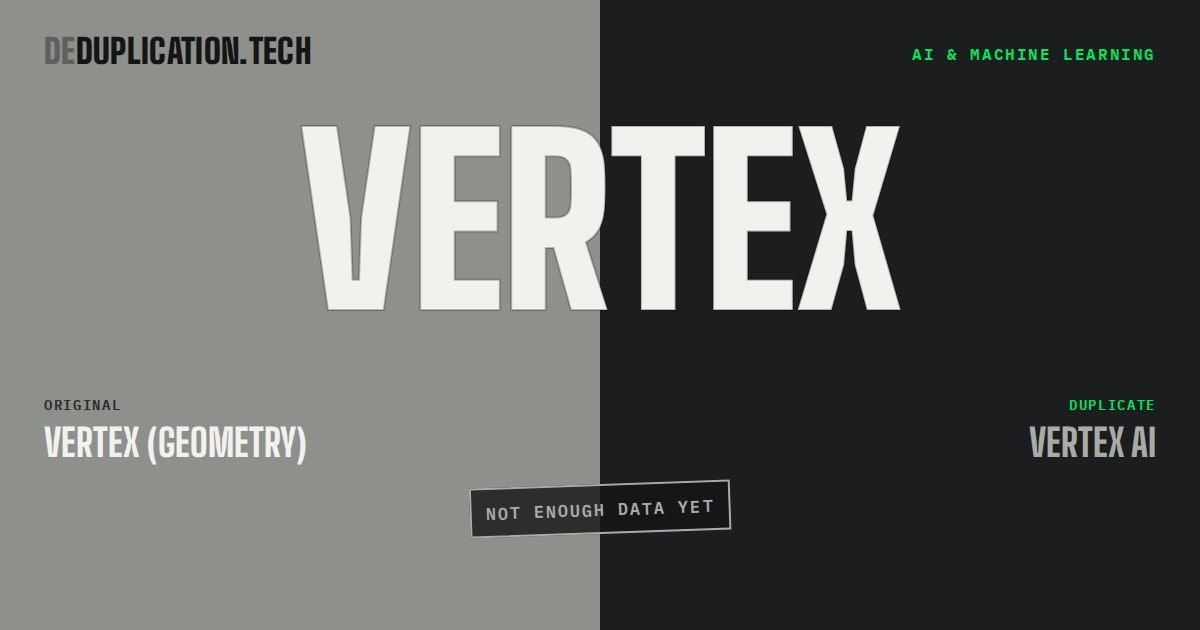 DEDUPLICATION.TECH
AI & MACHINE LEARNING
VERTEX
ORIGINAL
VERTEX (GEOMETRY)
DUPLICATE
VERTEX AI
NOT ENOUGH DATA YET